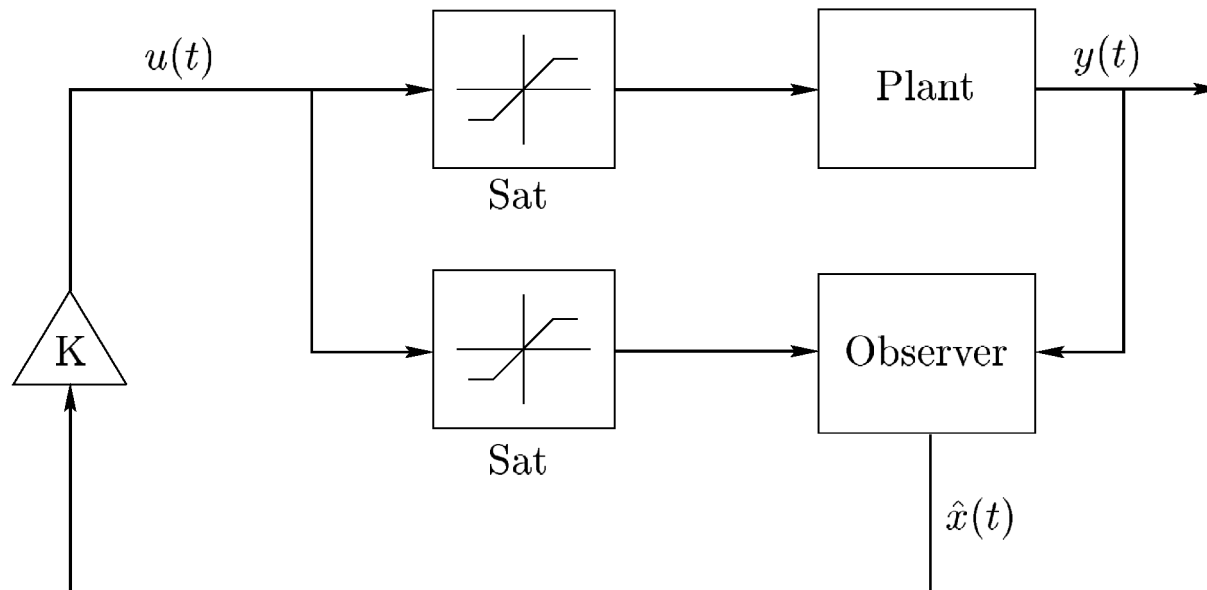 u(t)
Sat
Plant
y(t)
K
Sat
Observer
x̂(t)